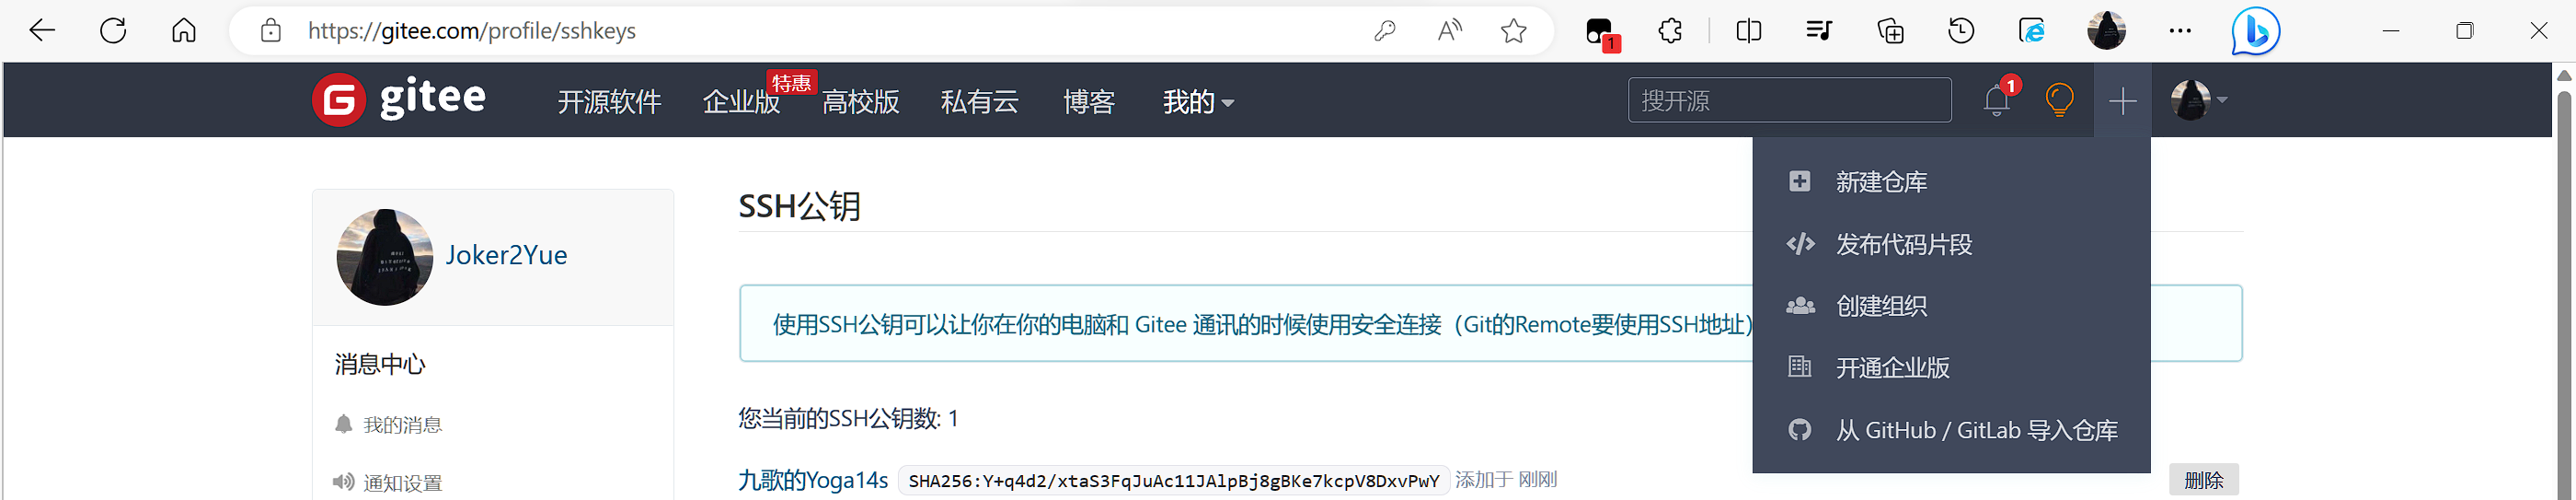 https://gitee.com/profile/sshkeys
1
gitee
开源软件
企业版
特惠
高校版
私有云
博客
我的
搜开源
1
新建仓库
发布代码片段
创建组织
开通企业版
从 GitHub / GitLab 导入仓库
Joker2Yue
消息中心
我的消息
通知设置
SSH公钥
使用SSH公钥可以让你在你的电脑和 Gitee 通讯的时候使用安全连接（Git的Remote要使用SSH地址）
您当前的SSH公钥数: 1
九歌的Yoga14s SHA256:Y+q4d2/xtaS3FqJuAc11JAlpBj8gBKe7kcpV8DxvPwY 添加于 刚刚
删除